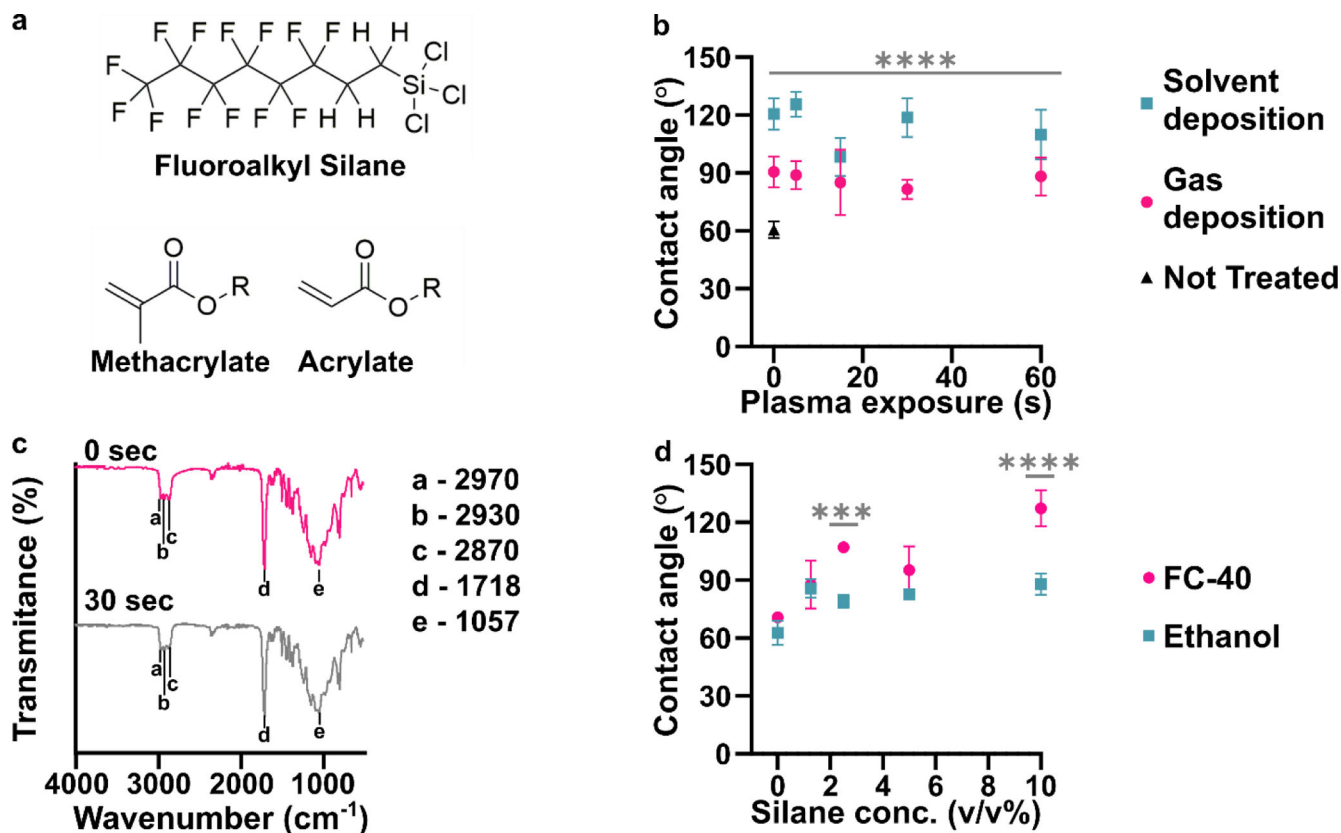 a
F F F F F F H H
F
F
F
F F F F F F H H
Si
Cl
Cl
Cl
Fluoroalkyl Silane
O
O
R
Methacrylate
O
O
R
Acrylate
b
****
150
120
90
60
30
0
Contact angle (°)
0 20 40 60
Plasma exposure (s)
Solvent
deposition
Gas
deposition
Not Treated
c
0 sec
a
b
c
d
e
30 sec
a
b
c
d
e
Transmitance (%)
4000 3000 2000 1000
Wavenumber (cm-1)
a - 2970
b - 2930
c - 2870
d - 1718
e - 1057
d
***
****
150
120
90
60
30
0
Contact angle (°)
0 2 4 6 8 10
Silane conc. (v/v%)
FC-40
Ethanol